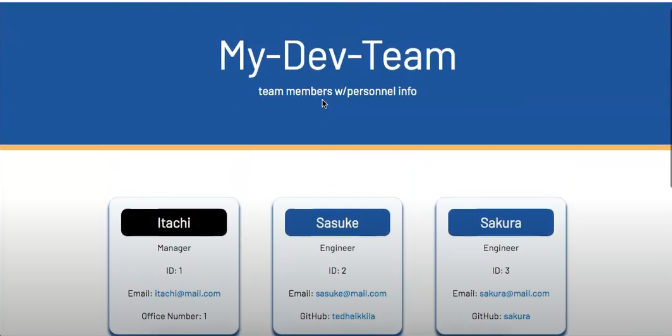 My-Dev-Team
team members w/personnel info
Itachi
Manager
ID: 1
Email: itachi@mail.com
Office Number: 1
Sasuke
Engineer
ID: 2
Email: sasuke@mail.com
GitHub: tedheikkila
Sakura
Engineer
ID: 3
Email: sakura@mail.com
GitHub: sakura